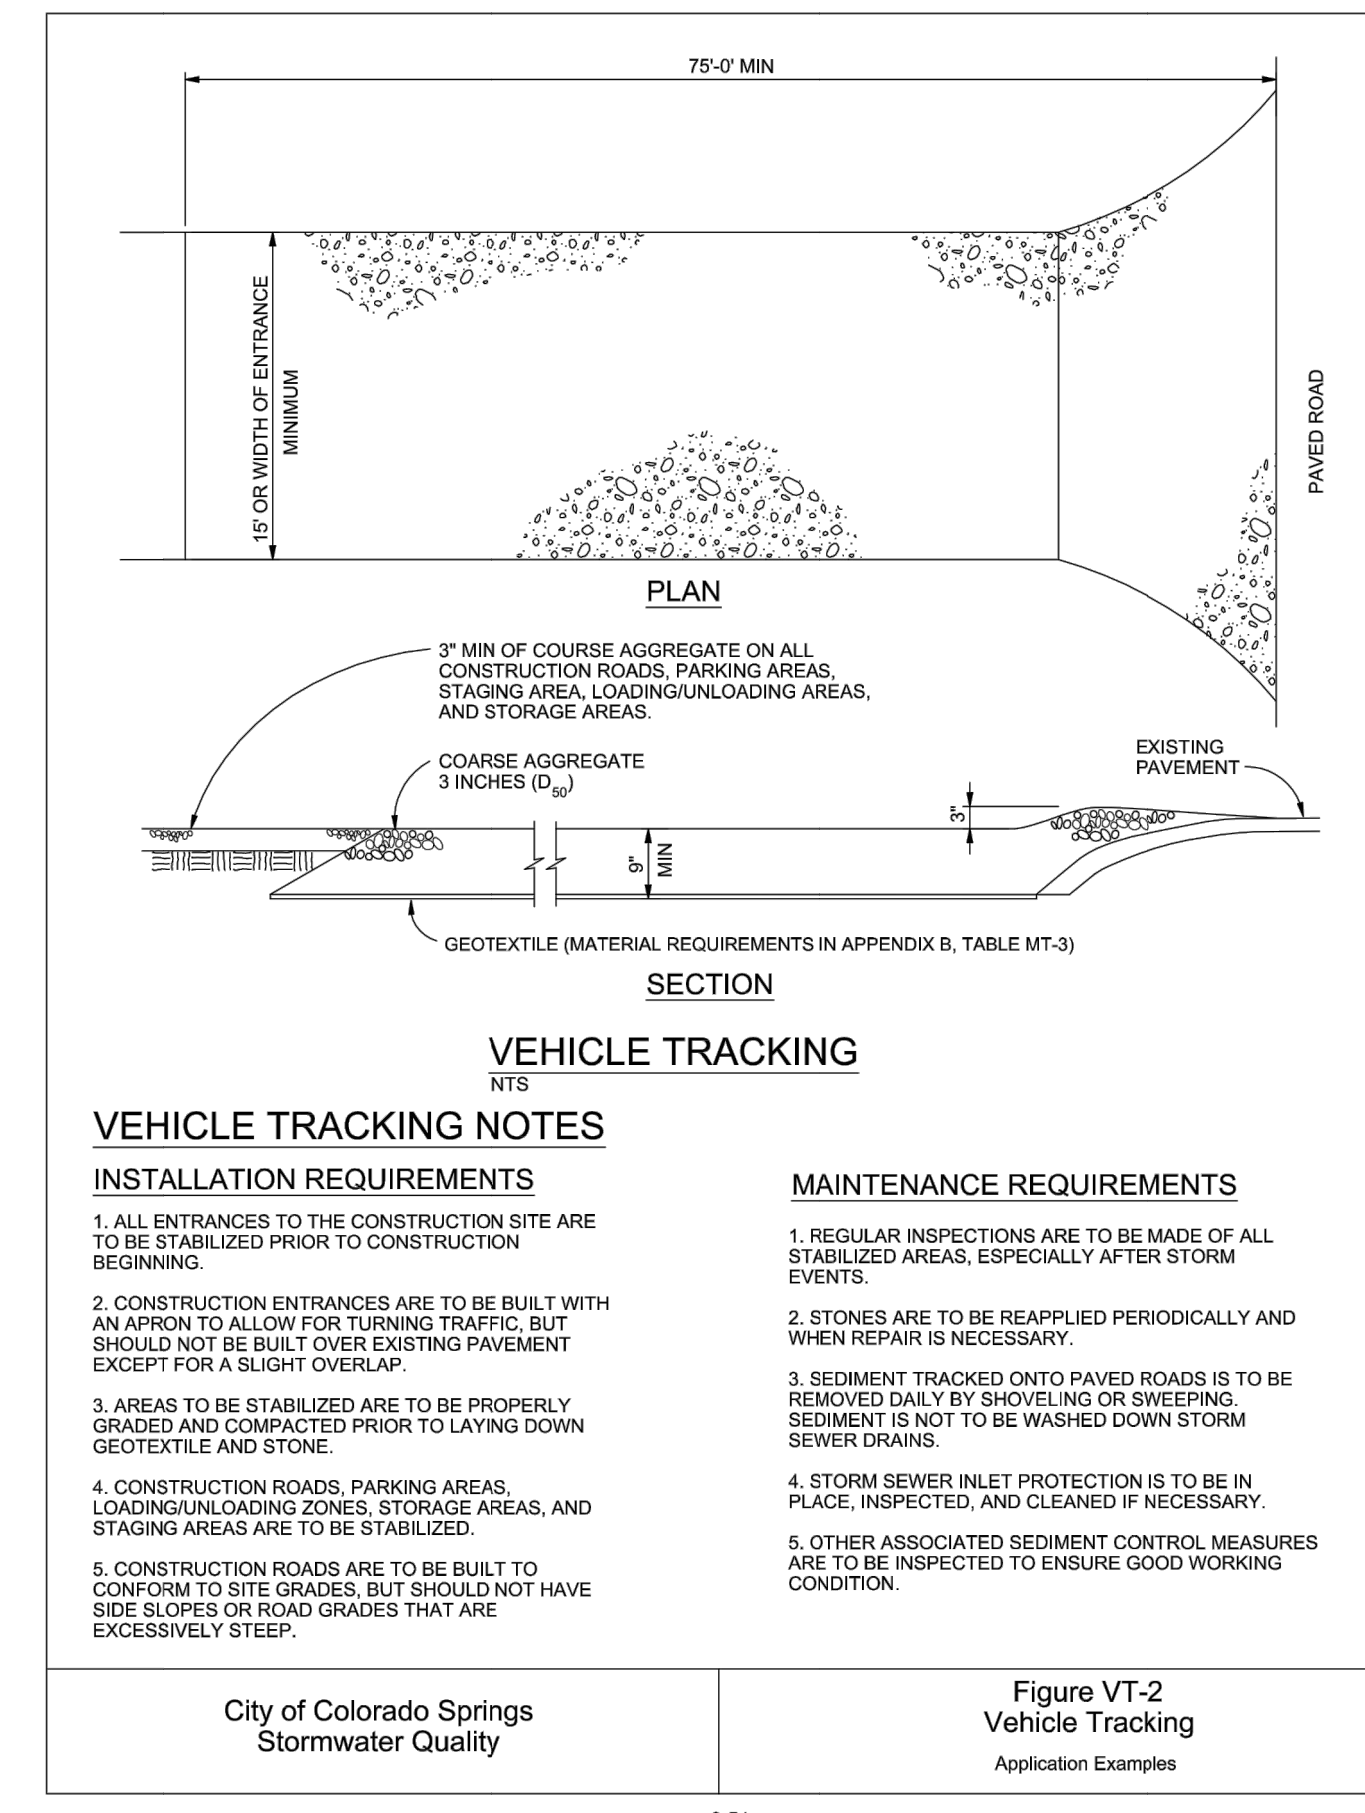 75'-0' MIN
15' OR WIDTH OF ENTRANCE
MINIMUM
PAVED ROAD
PLAN
3" MIN OF COURSE AGGREGATE ON ALL
CONSTRUCTION ROADS, PARKING AREAS,
STAGING AREA, LOADING/UNLOADING AREAS,
AND STORAGE AREAS.
COARSE AGGREGATE
3 INCHES (D50)
EXISTING
PAVEMENT
3"
9"
MIN
GEOTEXTILE (MATERIAL REQUIREMENTS IN APPENDIX B, TABLE MT-3)
SECTION
VEHICLE TRACKING
NTS
VEHICLE TRACKING NOTES
INSTALLATION REQUIREMENTS
1. ALL ENTRANCES TO THE CONSTRUCTION SITE ARE
TO BE STABILIZED PRIOR TO CONSTRUCTION
BEGINNING.
2. CONSTRUCTION ENTRANCES ARE TO BE BUILT WITH
AN APRON TO ALLOW FOR TURNING TRAFFIC, BUT
SHOULD NOT BE BUILT OVER EXISTING PAVEMENT
EXCEPT FOR A SLIGHT OVERLAP.
3. AREAS TO BE STABILIZED ARE TO BE PROPERLY
GRADED AND COMPACTED PRIOR TO LAYING DOWN
GEOTEXTILE AND STONE.
4. CONSTRUCTION ROADS, PARKING AREAS,
LOADING/UNLOADING ZONES, STORAGE AREAS, AND
STAGING AREAS ARE TO BE STABILIZED.
5. CONSTRUCTION ROADS ARE TO BE BUILT TO
CONFORM TO SITE GRADES, BUT SHOULD NOT HAVE
SIDE SLOPES OR ROAD GRADES THAT ARE
EXCESSIVELY STEEP.
MAINTENANCE REQUIREMENTS
1. REGULAR INSPECTIONS ARE TO BE MADE OF ALL
STABILIZED AREAS, ESPECIALLY AFTER STORM
EVENTS.
2. STONES ARE TO BE REAPPLIED PERIODICALLY AND
WHEN REPAIR IS NECESSARY.
3. SEDIMENT TRACKED ONTO PAVED ROADS IS TO BE
REMOVED DAILY BY SHOVELING OR SWEEPING.
SEDIMENT IS NOT TO BE WASHED DOWN STORM
SEWER DRAINS.
4. STORM SEWER INLET PROTECTION IS TO BE IN
PLACE, INSPECTED, AND CLEANED IF NECESSARY.
5. OTHER ASSOCIATED SEDIMENT CONTROL MEASURES
ARE TO BE INSPECTED TO ENSURE GOOD WORKING
CONDITION.
City of Colorado Springs
Stormwater Quality
Figure VT-2
Vehicle Tracking
Application Examples